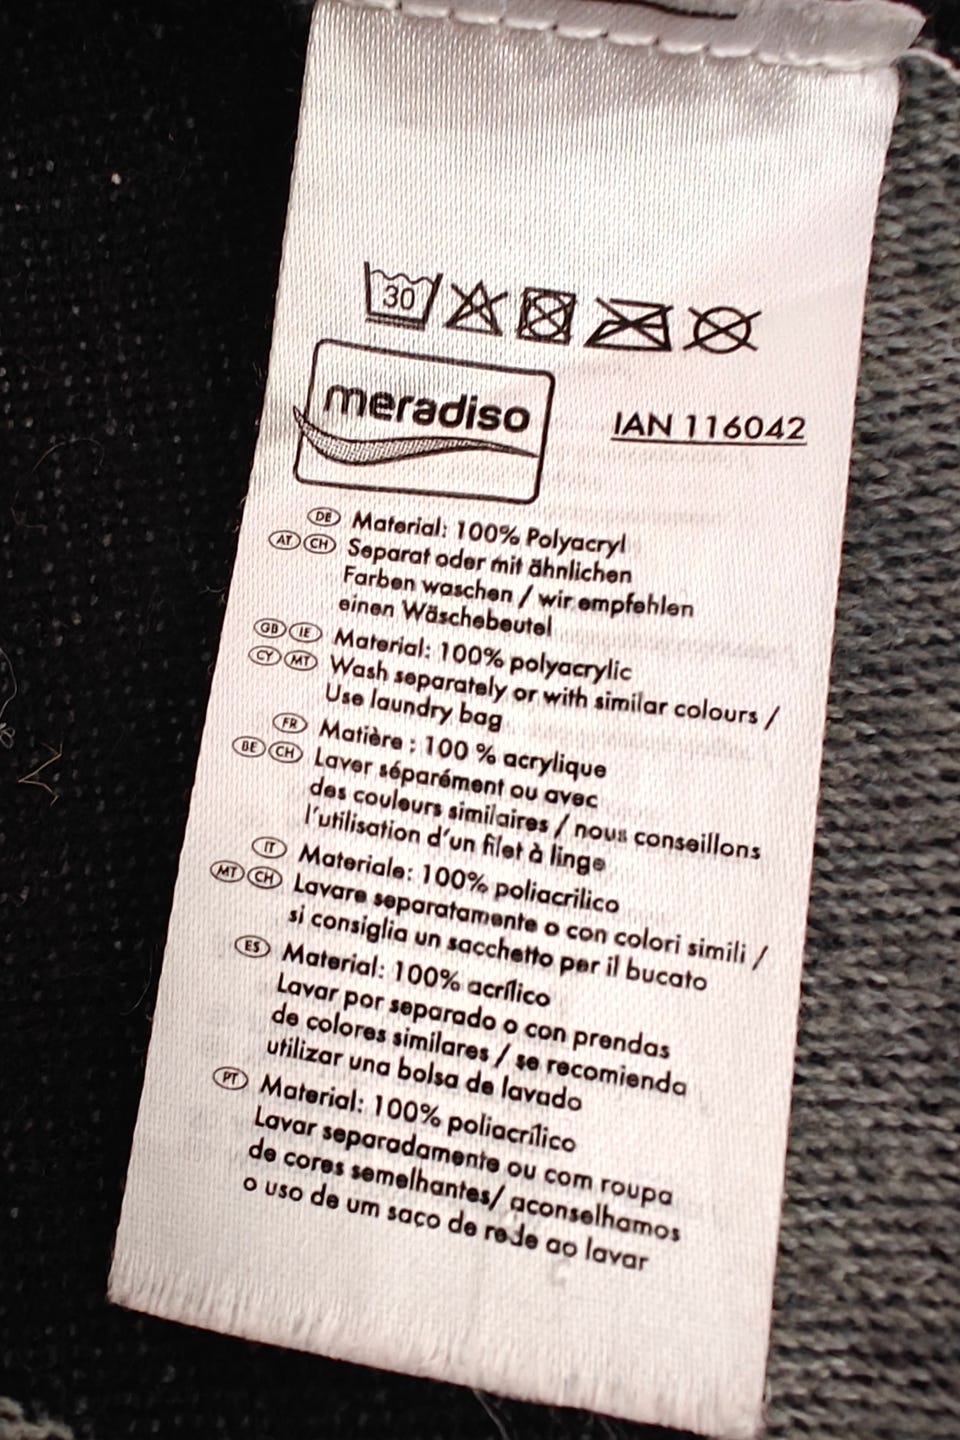 30
meradiso
IAN 116042
DE Material: 100% Polyacryl
AT CH Separat oder mit ähnlichen
Farben waschen / wir empfehlen
einen Wäschebeutel
GB IE Material: 100% polyacrylic
CY MT Wash separately or with similar colours /
Use laundry bag
FR Matière : 100 % acrylique
BE CH Laver séparément ou avec
des couleurs similaires / nous conseillons
l'utilisation d'un filet à linge
IT Materiale: 100% poliacrilico
MT CH Lavare separatamente o con colori simili /
si consiglia un sacchetto per il bucato
ES Material: 100% acrílico
Lavar por separado o con prendas
de colores similares / se recomienda
utilizar una bolsa de lavado
PT Material: 100% poliacrílico
Lavar separadamente ou com roupa
de cores semelhantes/ aconselhamos
o uso de um saco de rede ao lavar